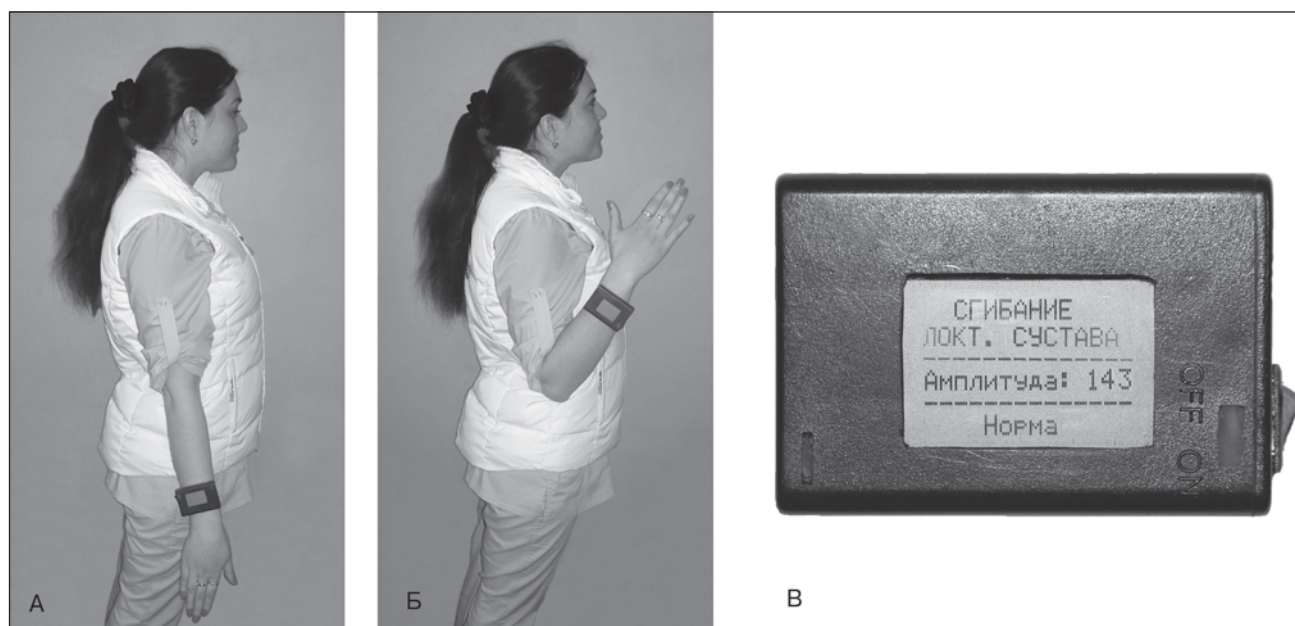 А
Б
В
СГИБАНИЕ
ЛОКТ. СУСТАВА
Амплитуда: 143
Норма
OFF ON